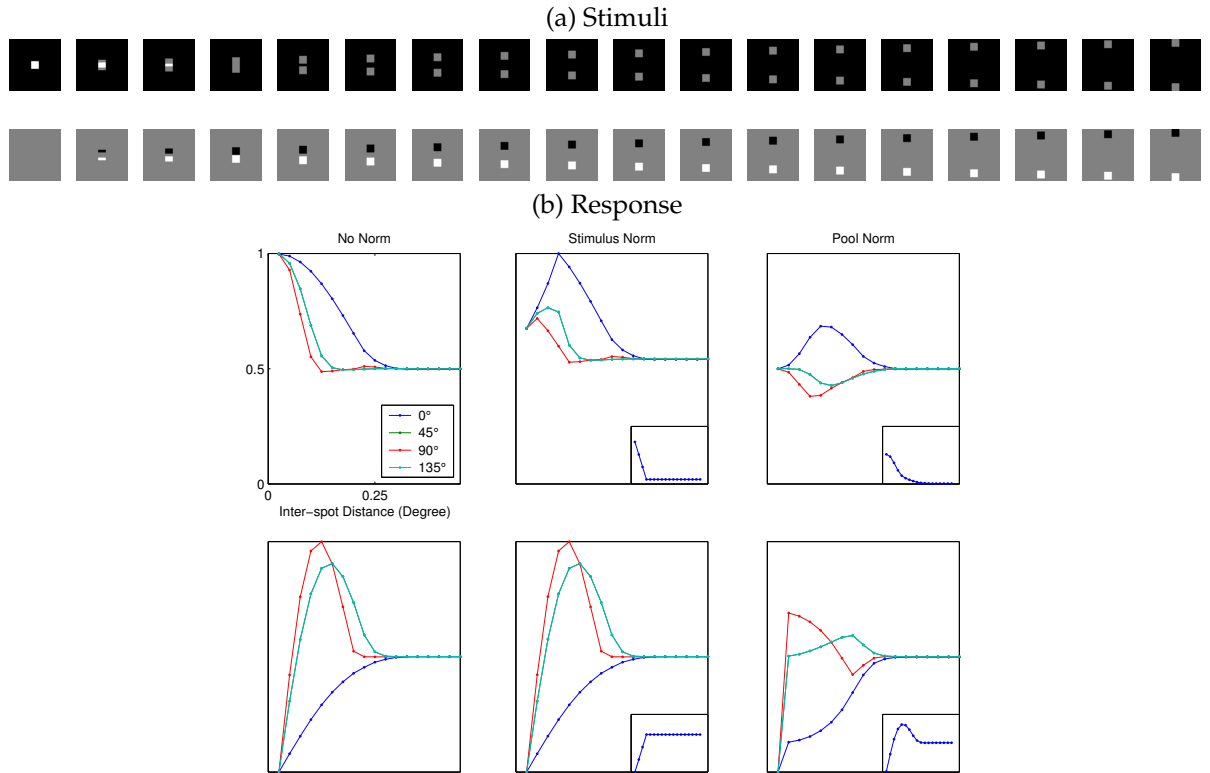 (a) Stimuli
(b) Response
No Norm
Stimulus Norm
Pool Norm
1
0.5
0
0°
45°
90°
135°
0
0.25
Inter−spot Distance (Degree)